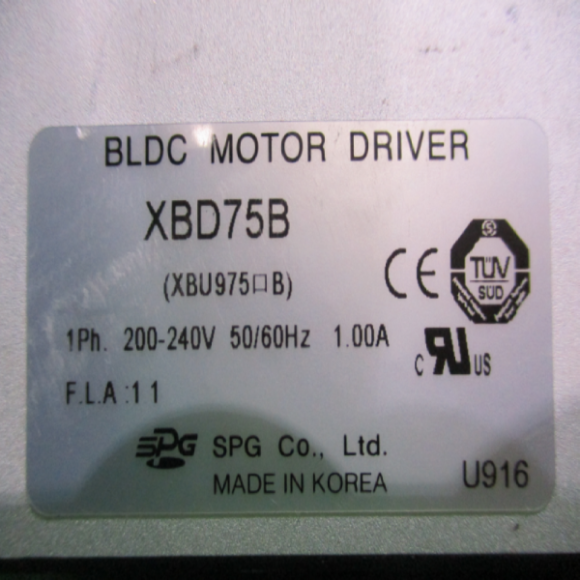 BLDC MOTOR DRIVER
XBD75B
(XBU975□B)
CE
TÜV
SÜD
1Ph. 200-240V 50/60Hz 1.00A
C RU US
F.L.A :1 1
SPG SPG Co., Ltd.
MADE IN KOREA
U916